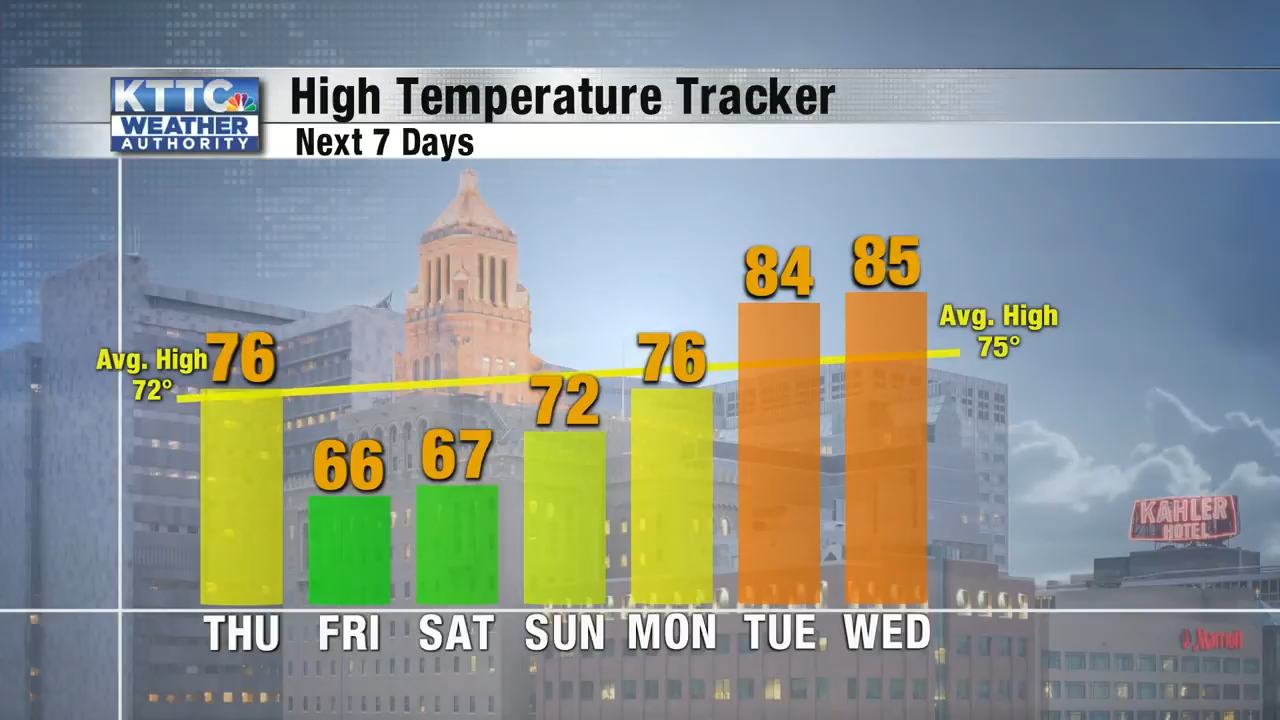 KTTC
WEATHER
AUTHORITY
High Temperature Tracker
Next 7 Days
Avg. High
72°
76
66
67
72
76
84
85
Avg. High
75°
THU FRI SAT SUN MON TUE WED
KAHLER
HOTEL
Marriott